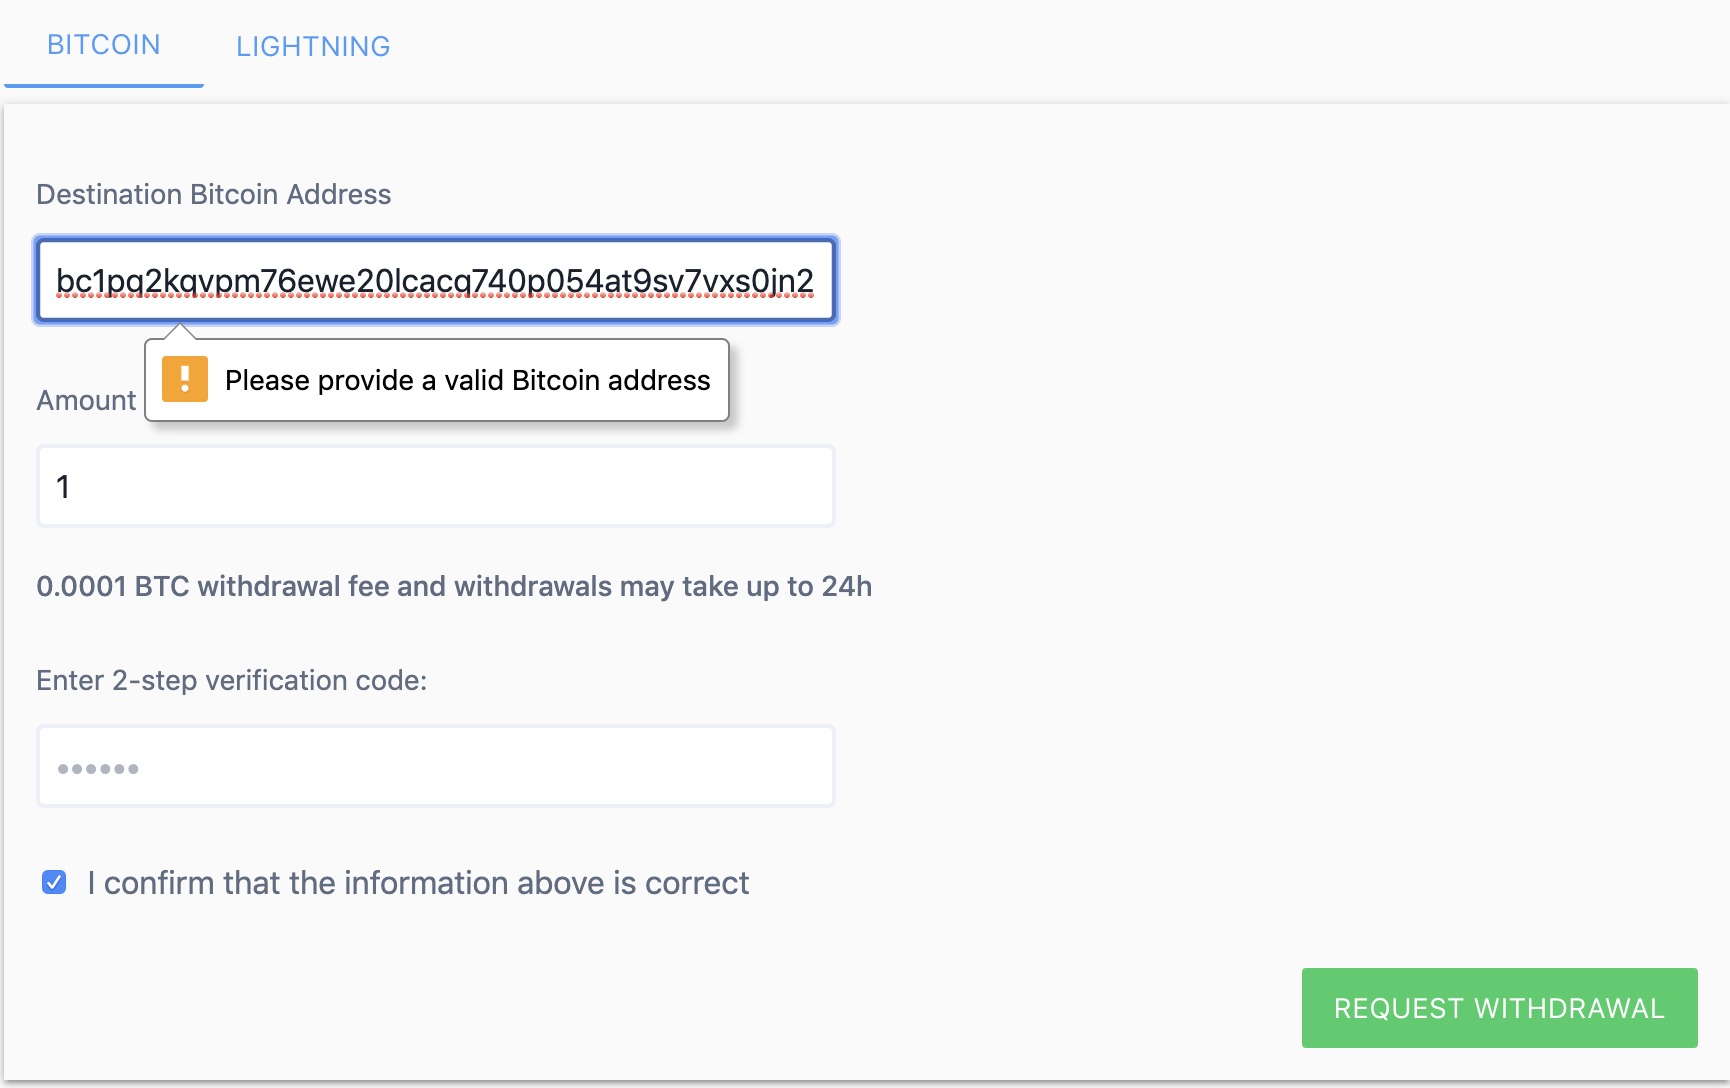 BITCOIN LIGHTNING
Destination Bitcoin Address
bc1pq2kqvpm76ewe20lcacq740p054at9sv7vxs0jn2
Please provide a valid Bitcoin address
Amount
1
0.0001 BTC withdrawal fee and withdrawals may take up to 24h
Enter 2-step verification code:
••••••
I confirm that the information above is correct
REQUEST WITHDRAWAL